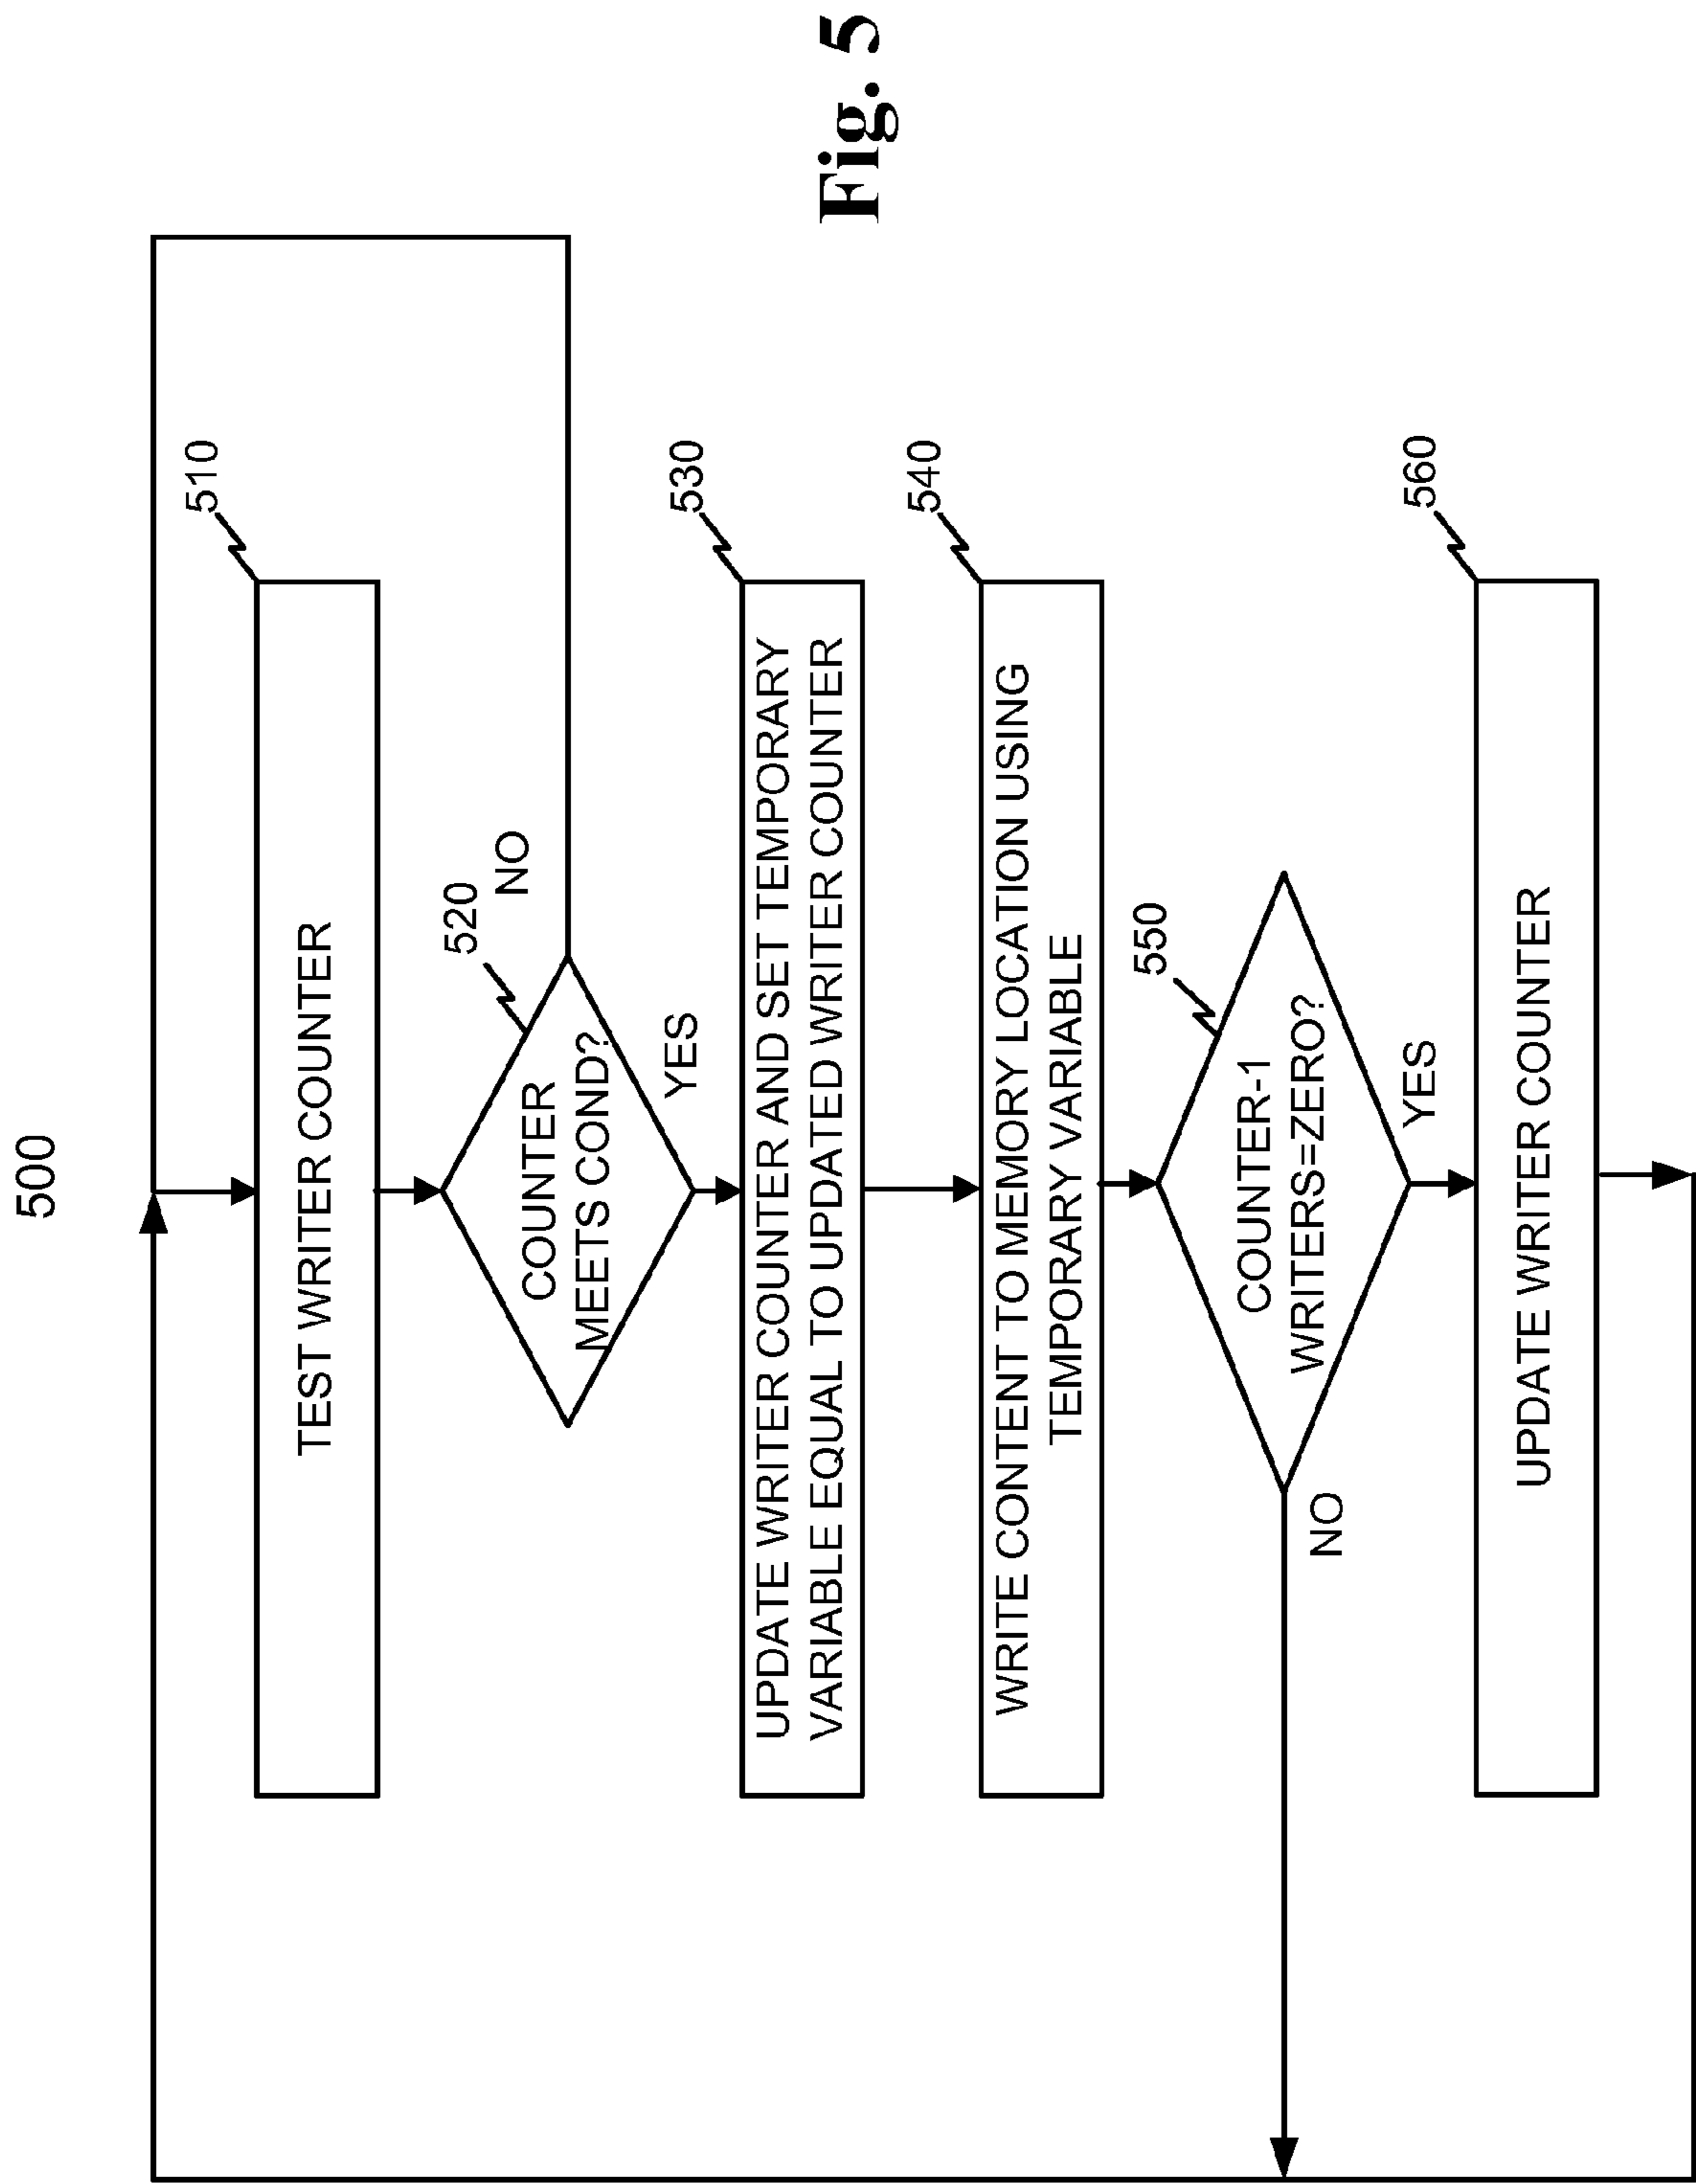 500
510
TEST WRITER COUNTER
520
NO
COUNTER
MEETS COND?
YES
530
UPDATE WRITER COUNTER AND SET TEMPORARY
VARIABLE EQUAL TO UPDATED WRITER COUNTER
540
WRITE CONTENT TO MEMORY LOCATION USING
TEMPORARY VARIABLE
550
COUNTER-1
WRITERS=ZERO?
NO
YES
560
UPDATE WRITER COUNTER
Fig. 5